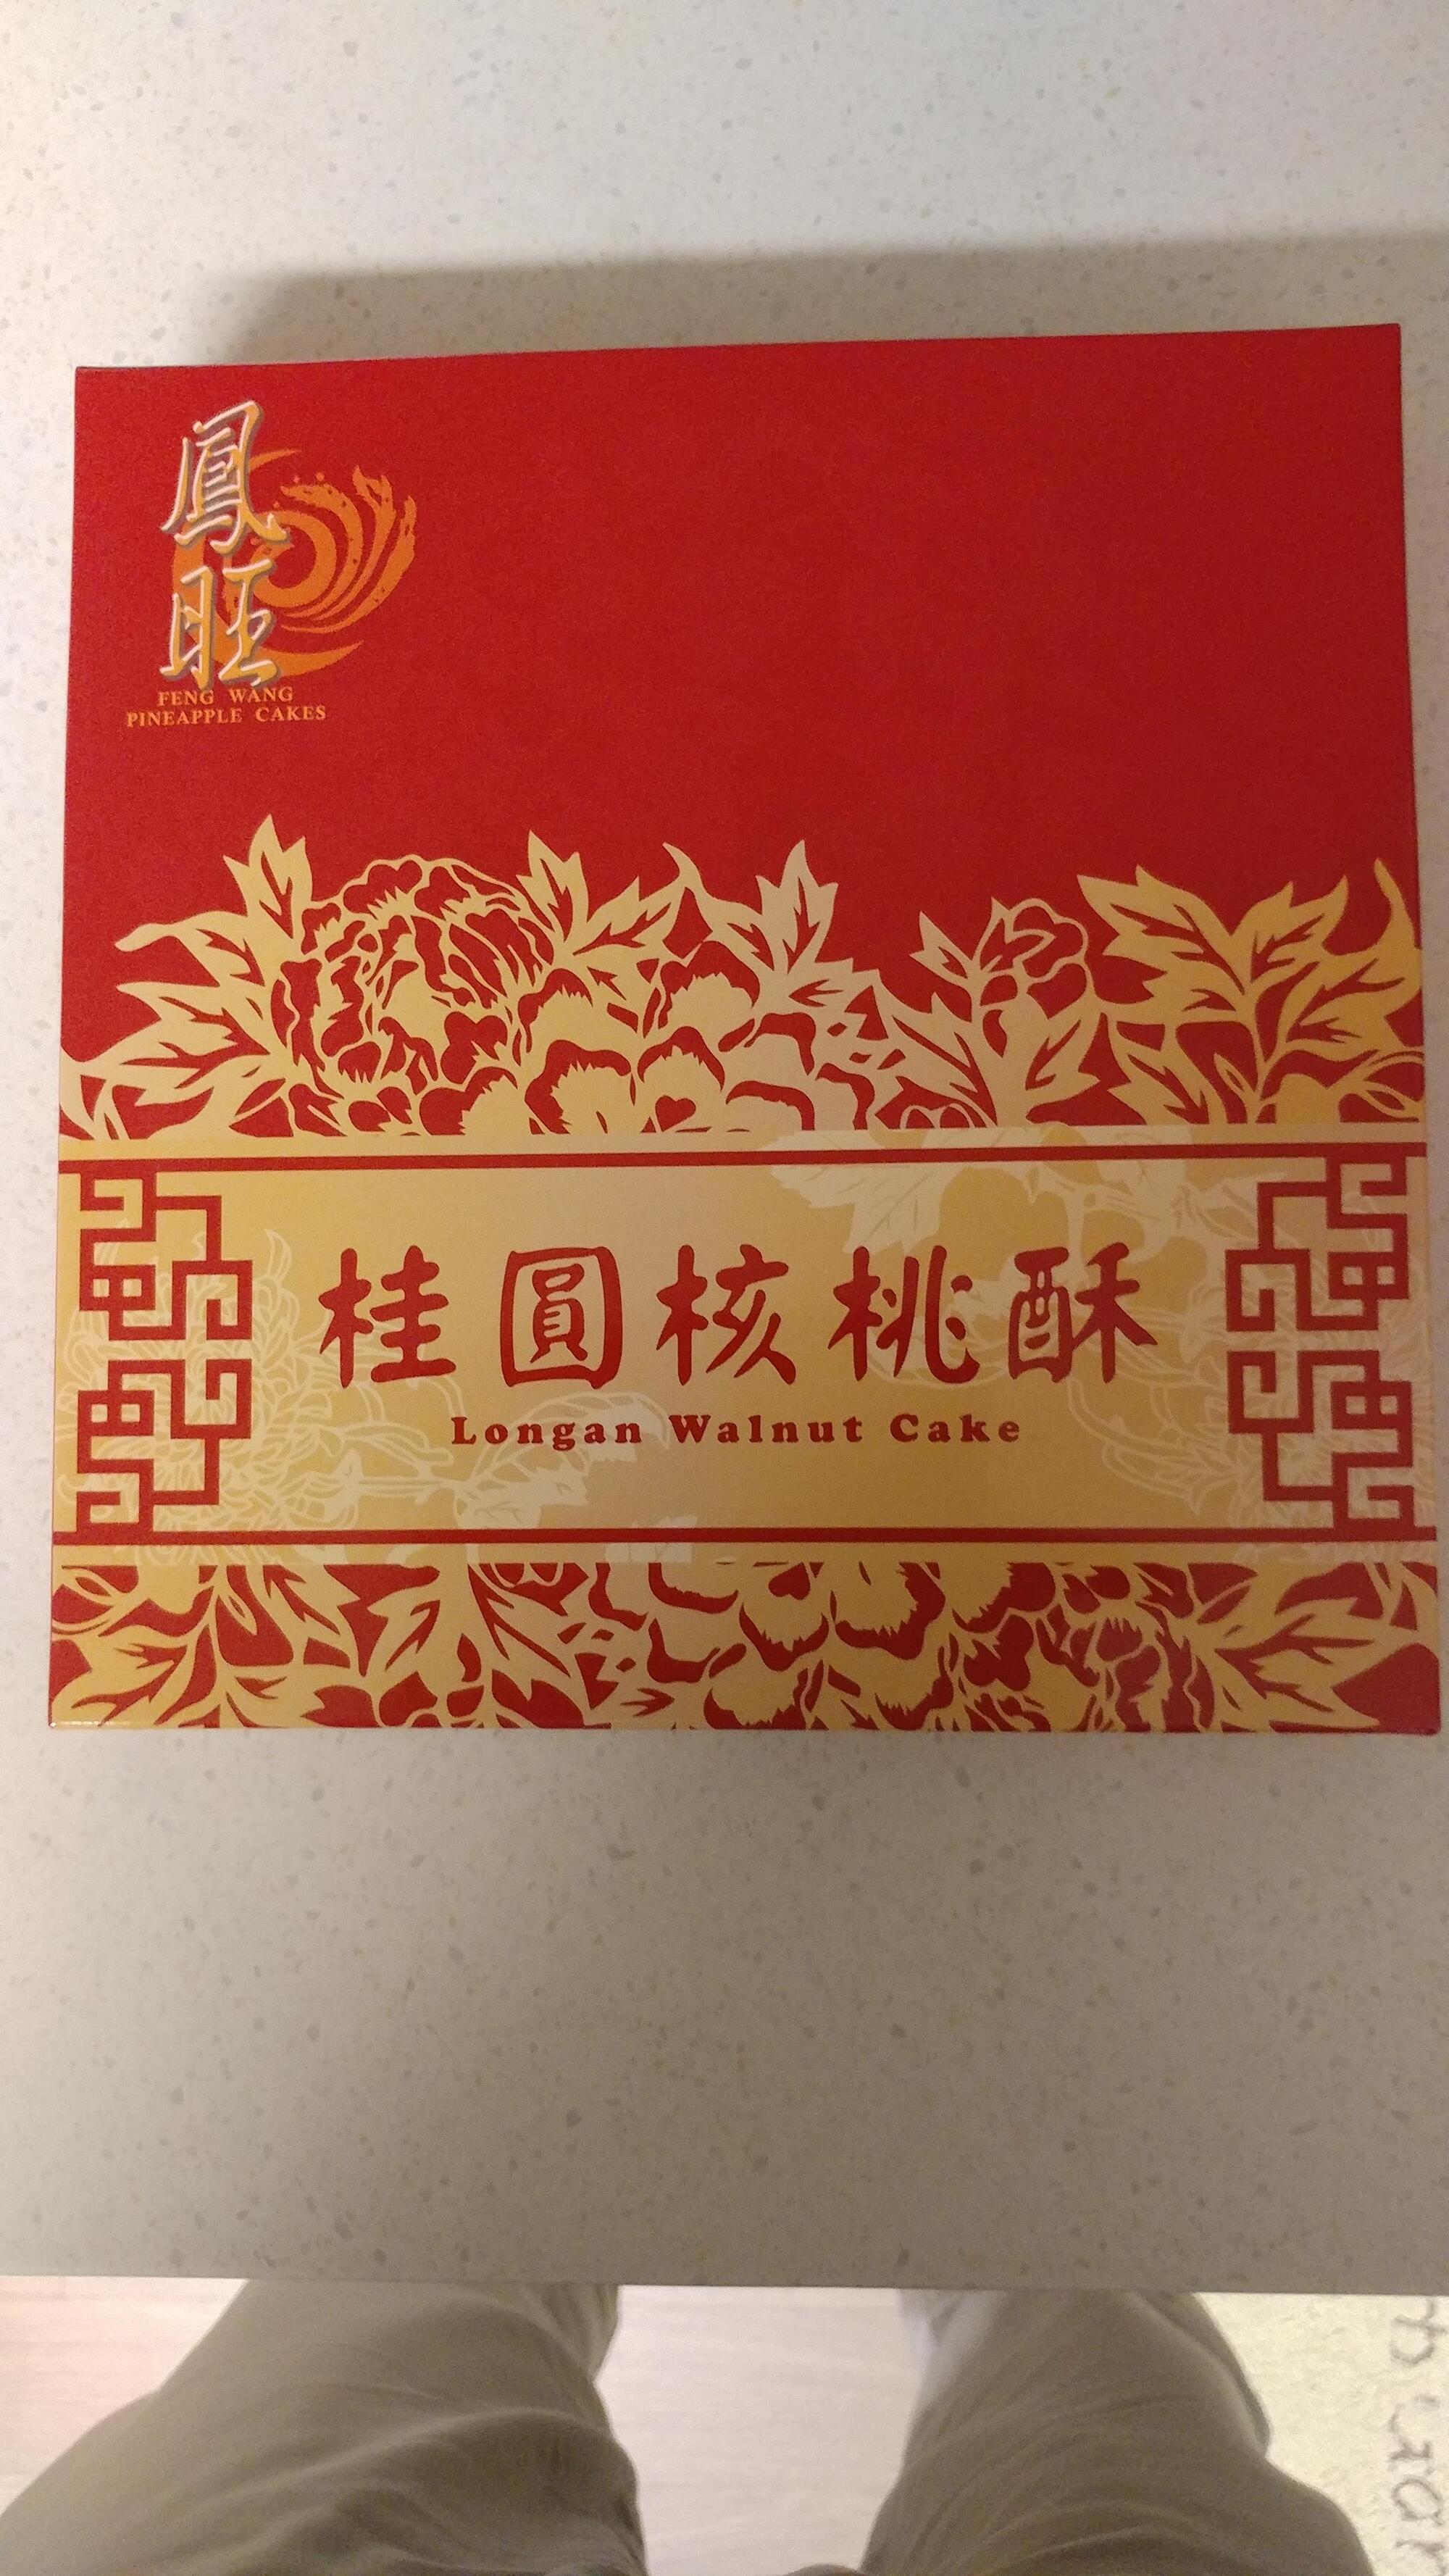 鳳旺
FENG WANG
PINEAPPLE CAKES
桂圓核桃酥
Longan Walnut Cake